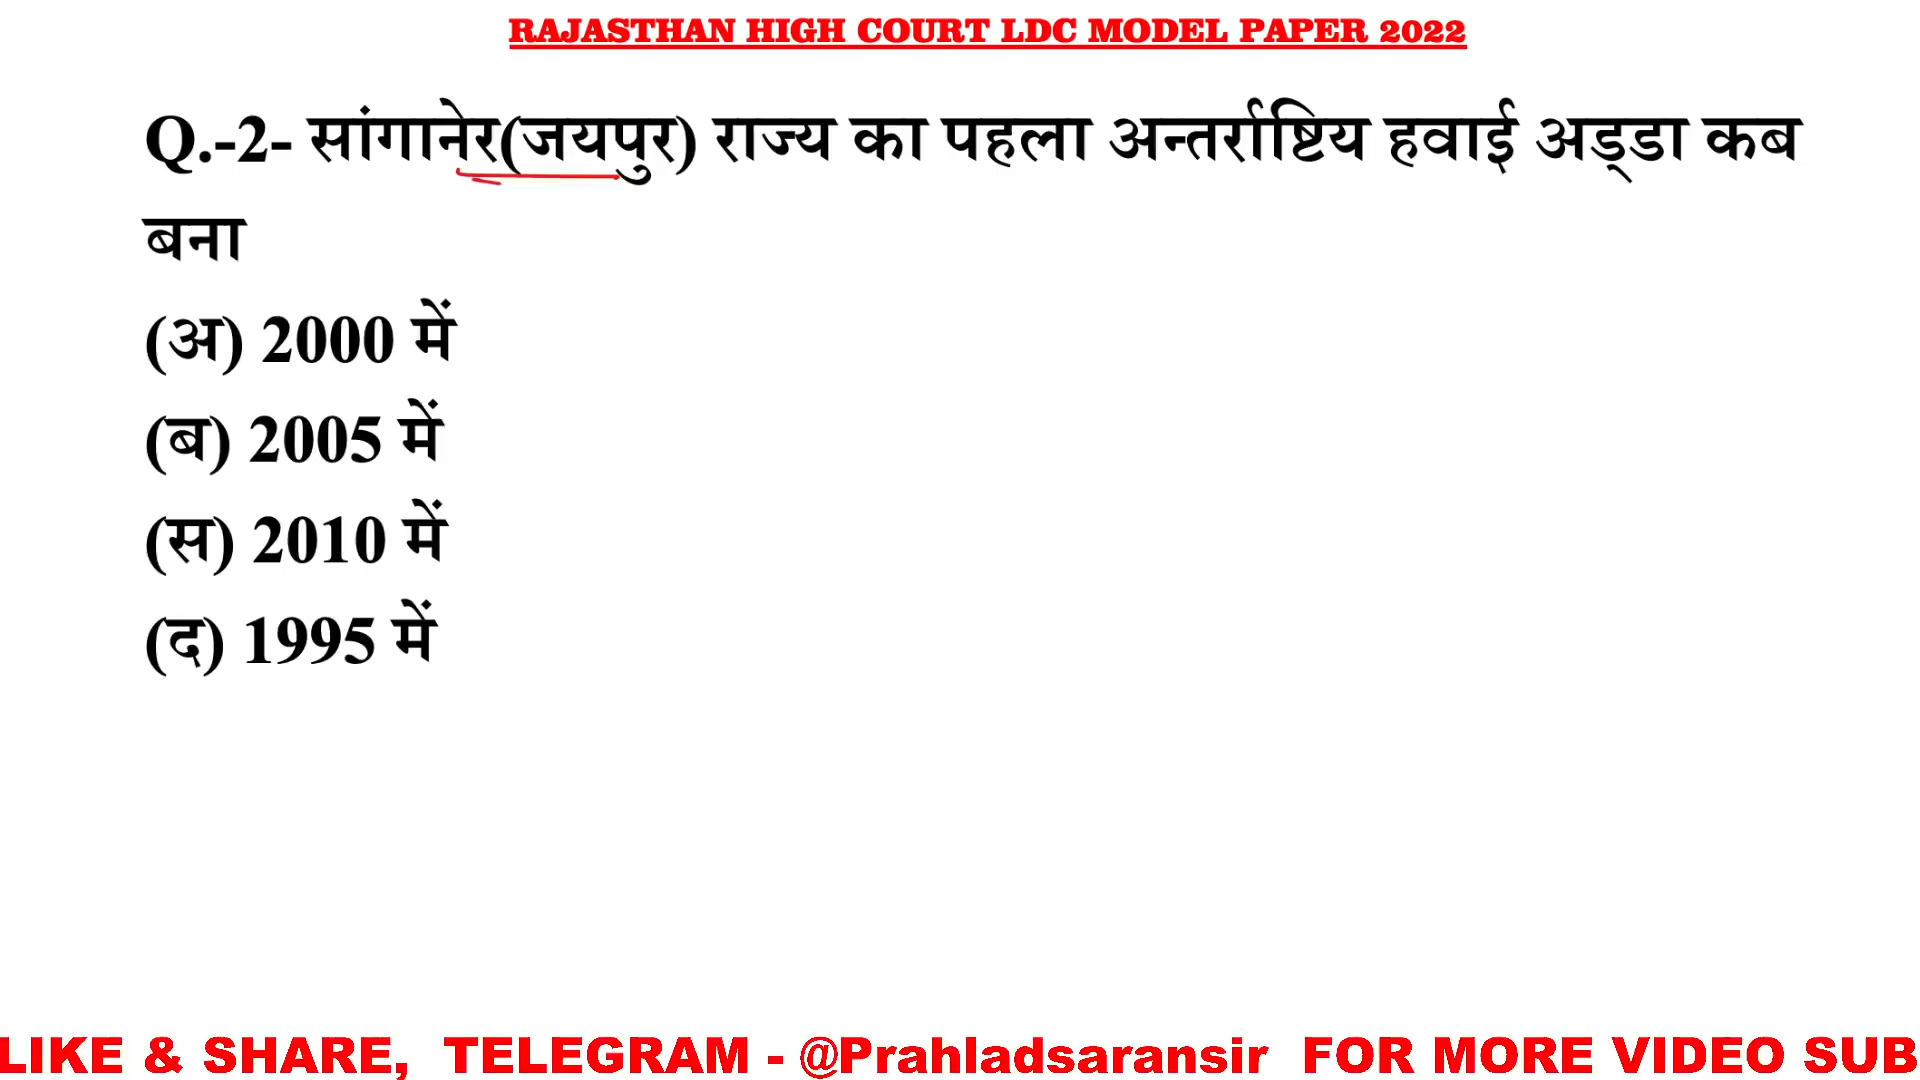 RAJASTHAN HIGH COURT LDC MODEL PAPER 2022
Q.-2- सांगानेर(जयपुर) राज्य का पहला अन्तर्राष्टिय हवाई अड्डा कब
बना
(अ) 2000 में
(ब) 2005 में
(स) 2010 में
(द) 1995 में
LIKE & SHARE, TELEGRAM - @Prahladsaransir FOR MORE VIDEO SUB